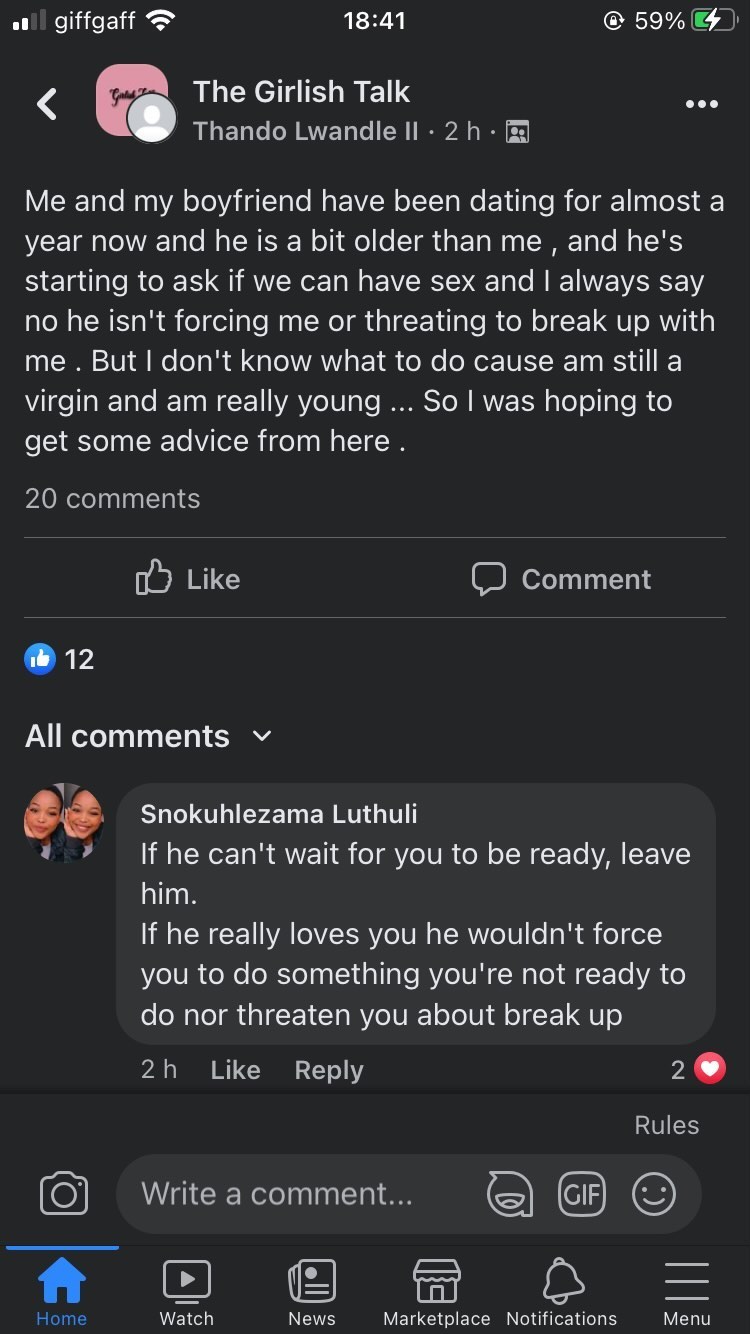 giffgaff 18:41 59%
The Girlish Talk
Thando Lwandle II · 2 h ·
Me and my boyfriend have been dating for almost a
year now and he is a bit older than me , and he's
starting to ask if we can have sex and I always say
no he isn't forcing me or threating to break up with
me . But I don't know what to do cause am still a
virgin and am really young ... So I was hoping to
get some advice from here .
20 comments
Like Comment
12
All comments
Snokuhlezama Luthuli
If he can't wait for you to be ready, leave
him.
If he really loves you he wouldn't force
you to do something you're not ready to
do nor threaten you about break up
2 h Like Reply 2
Rules
Write a comment... GIF
Home Watch News Marketplace Notifications Menu